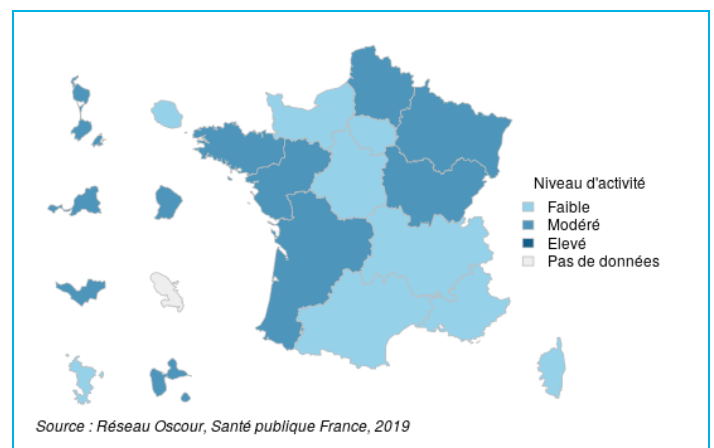 Niveau d'activité
Faible
Modéré
Elevé
Pas de données
Source : Réseau Oscour, Santé publique France, 2019